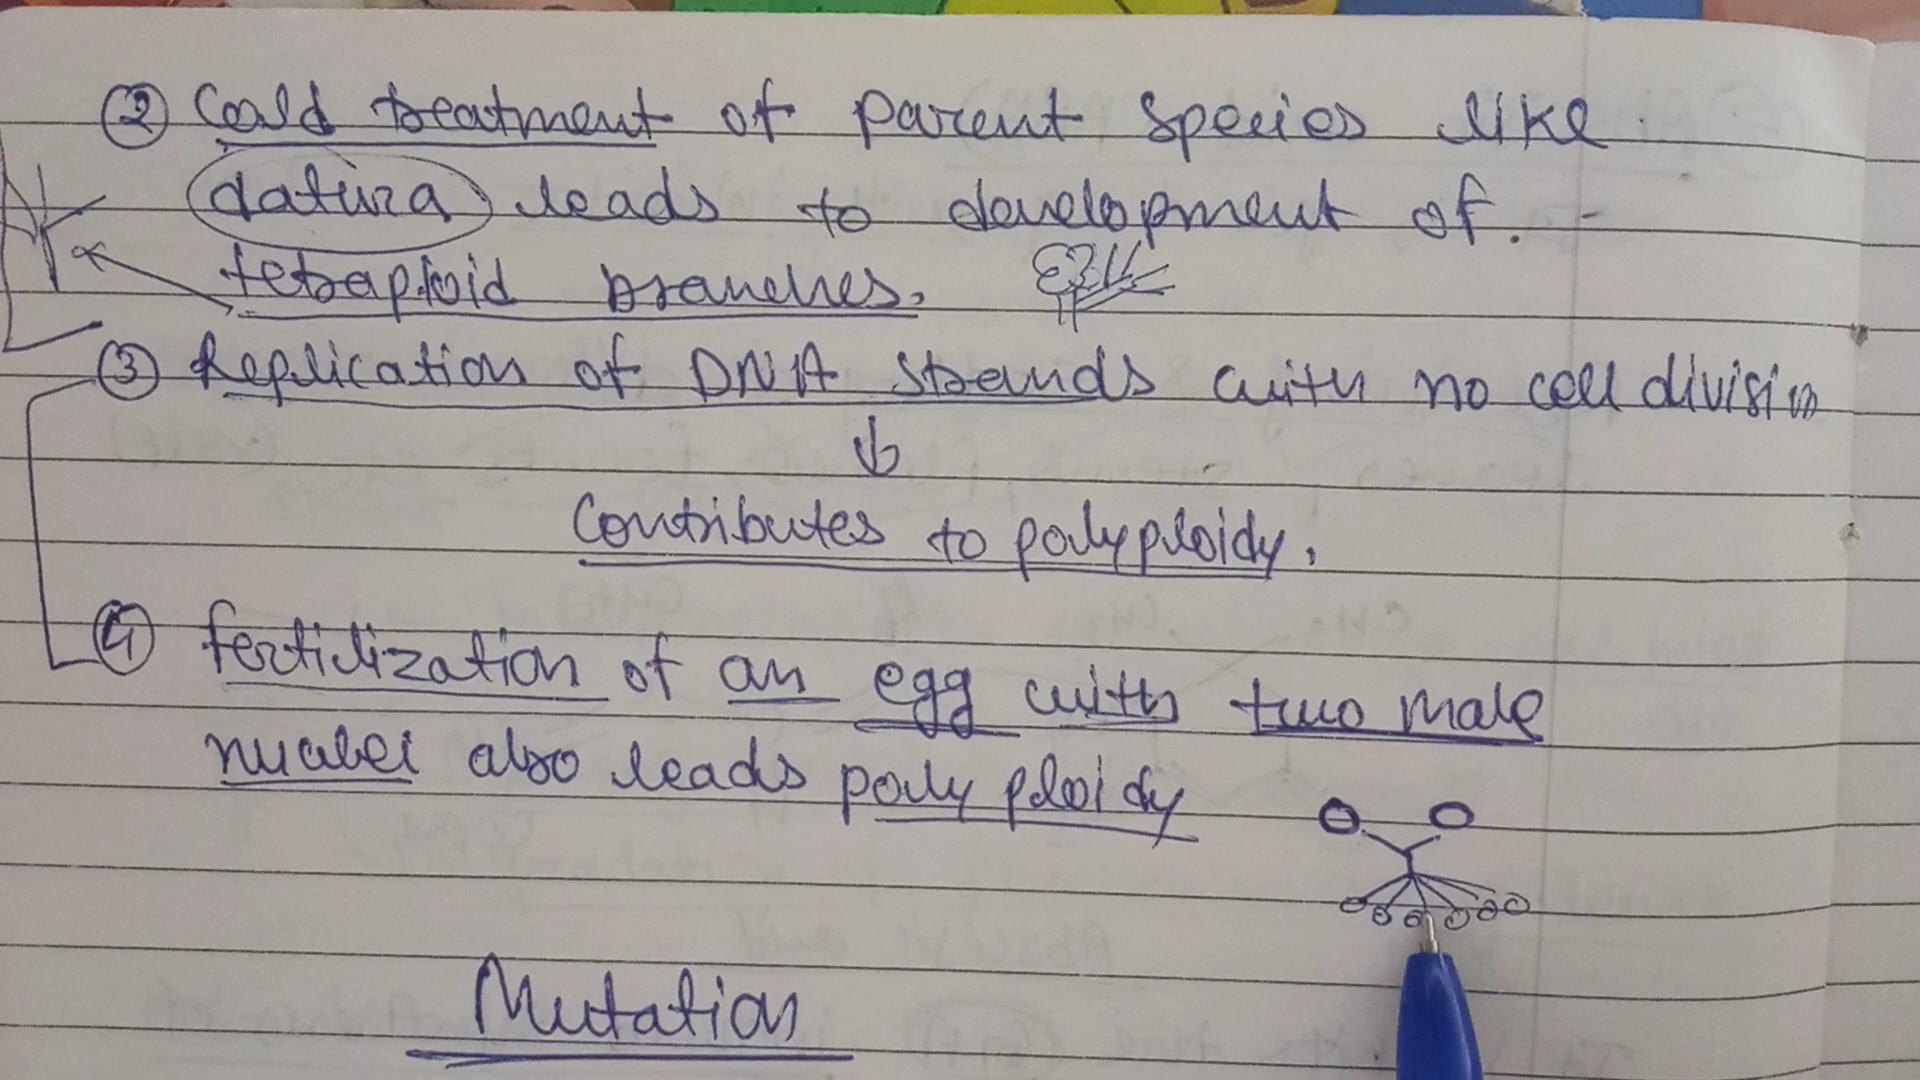 ② Coald treatment of parent species like
datura leads to development of. -
tetraploid branches.
③ Replication of DNA strands with no cell division
↓
Contributes to polyploidy.
④ fertilization of an egg with two male
nuclei also leads poly ploidy
Mutation